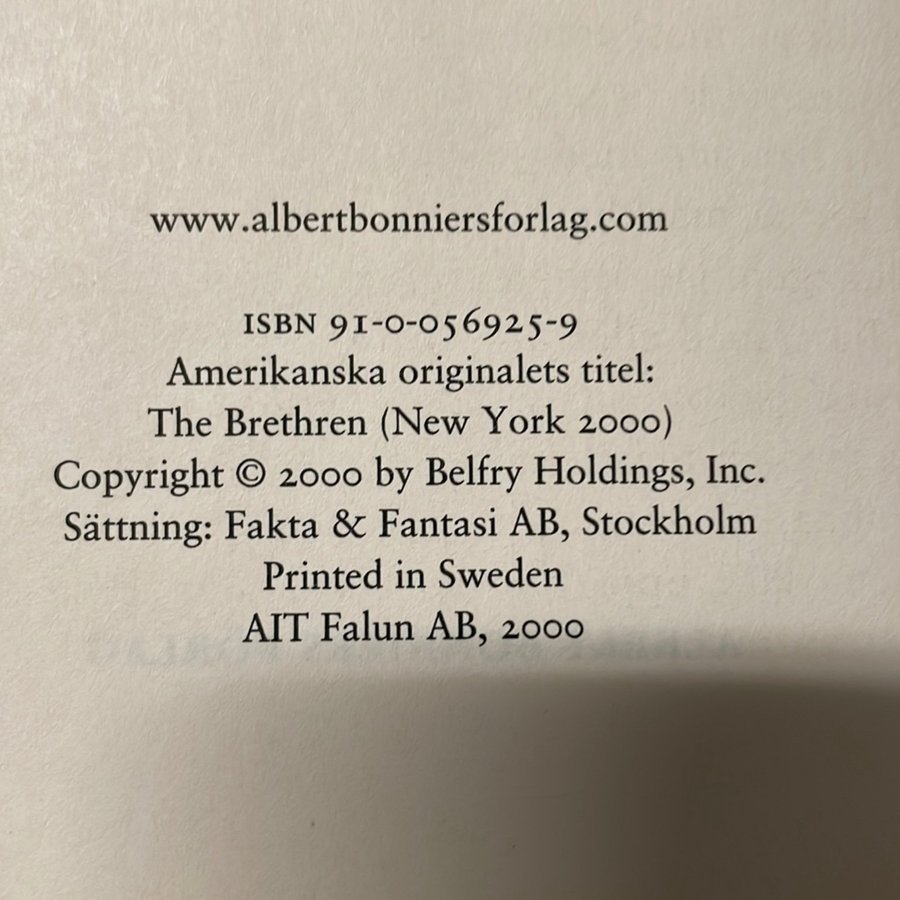 www.albertbonniersforlag.com
ISBN 91-0-056925-9
Amerikanska originalets titel:
The Brethren (New York 2000)
Copyright © 2000 by Belfry Holdings, Inc.
Sättning: Fakta & Fantasi AB, Stockholm
Printed in Sweden
AIT Falun AB, 2000